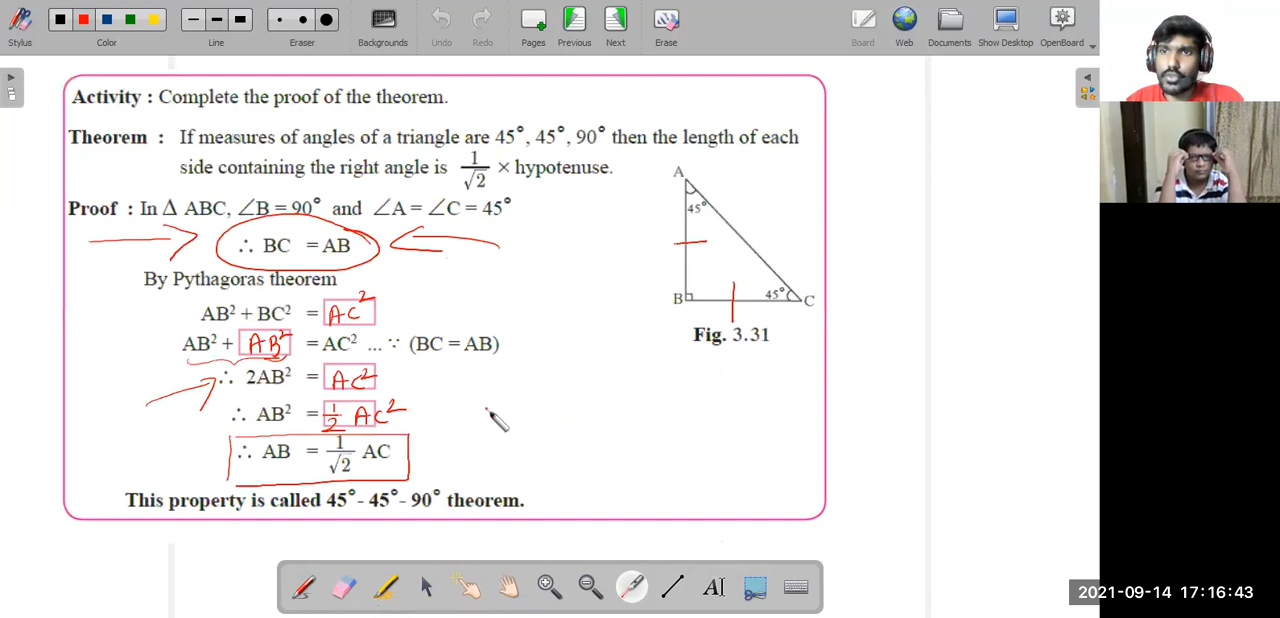 Stylus Color Line Eraser Backgrounds Undo Redo Pages Previous Next Erase Board Web Documents Show Desktop OpenBoard
Activity : Complete the proof of the theorem.
Theorem : If measures of angles of a triangle are 45°, 45°, 90° then the length of each
side containing the right angle is 1/√2 × hypotenuse.
Proof : In Δ ABC, ∠B = 90° and ∠A = ∠C = 45°
∴ BC = AB
By Pythagoras theorem
AB² + BC² = AC²
AB² + AB² = AC² ... ∵ (BC = AB)
∴ 2AB² = AC²
∴ AB² = 1/2 AC²
∴ AB = 1/√2 AC
This property is called 45°- 45°- 90° theorem.
A
45°
B
45°
C
Fig. 3.31
AI
2021-09-14 17:16:43